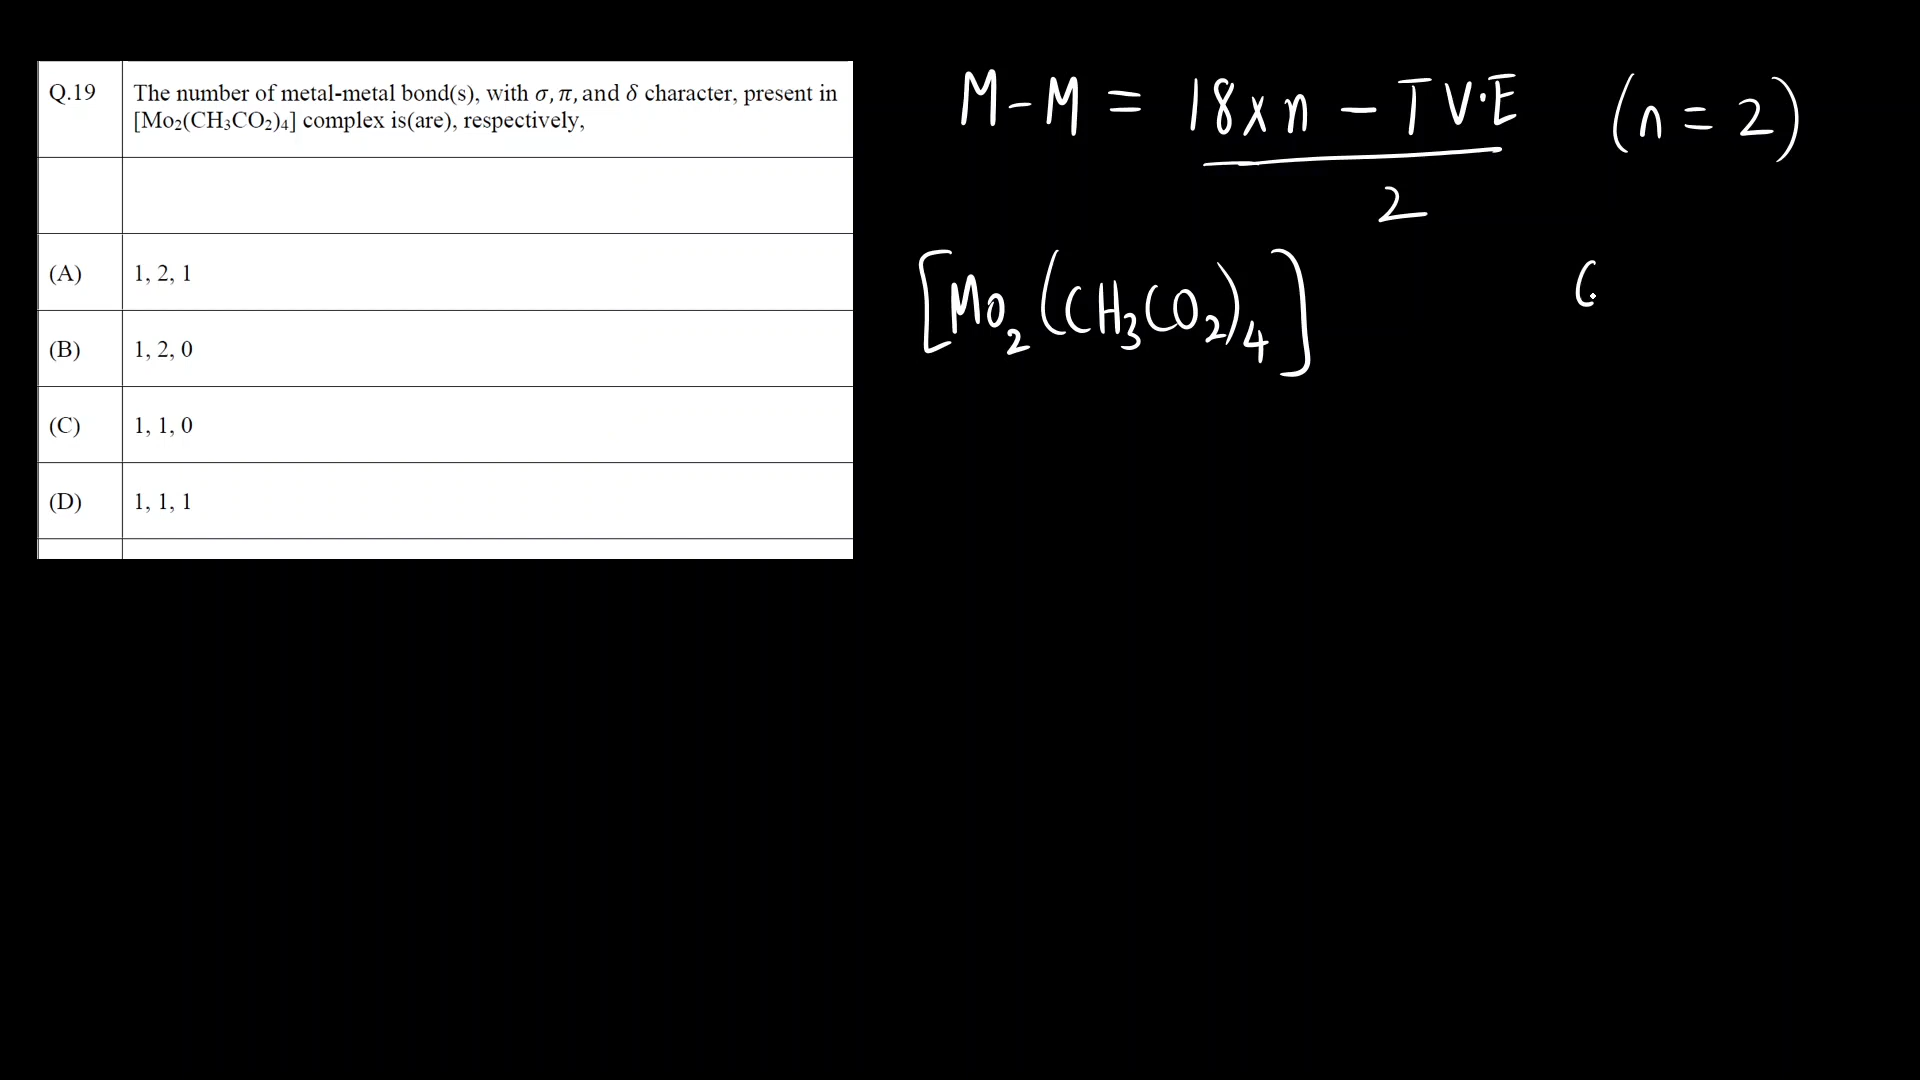 Q.19 The number of metal-metal bond(s), with σ, π, and δ character, present in
[Mo₂(CH₃CO₂)₄] complex is(are), respectively,
(A) 1, 2, 1
(B) 1, 2, 0
(C) 1, 1, 0
(D) 1, 1, 1
M-M = 18×n - TV·E (n = 2)
2
[Mo₂(CH₃CO₂)₄]